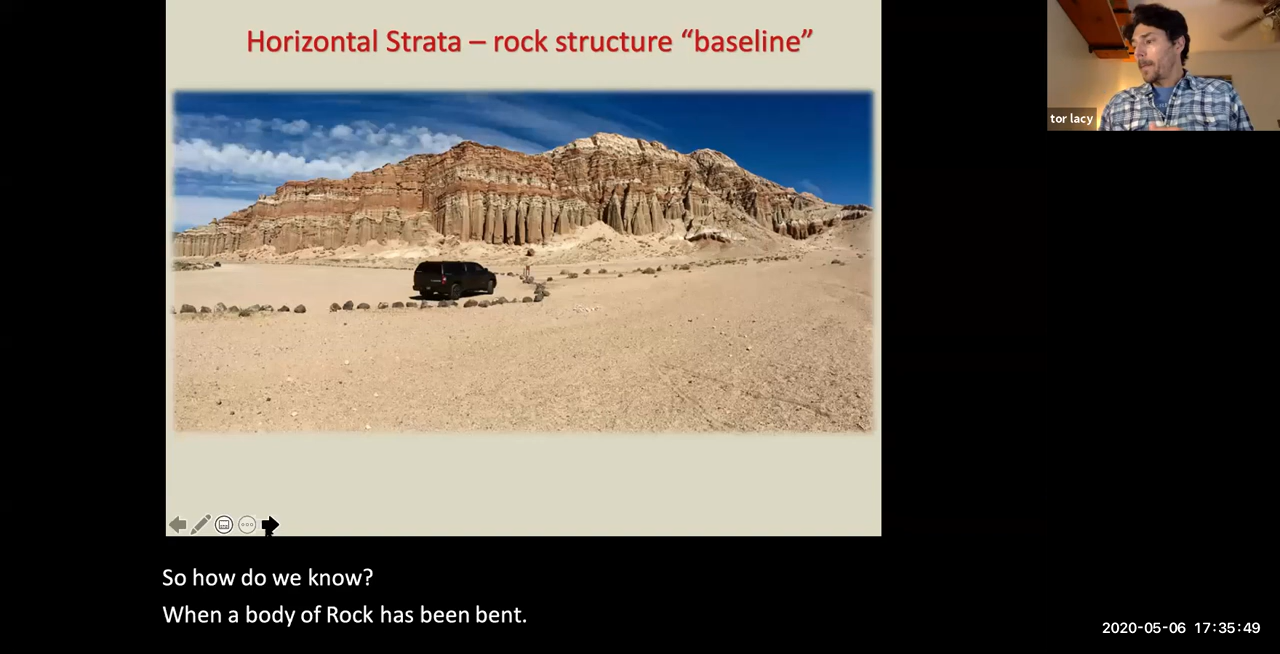 Horizontal Strata – rock structure “baseline”
tor lacy
So how do we know?
When a body of Rock has been bent.
2020-05-06 17:35:49